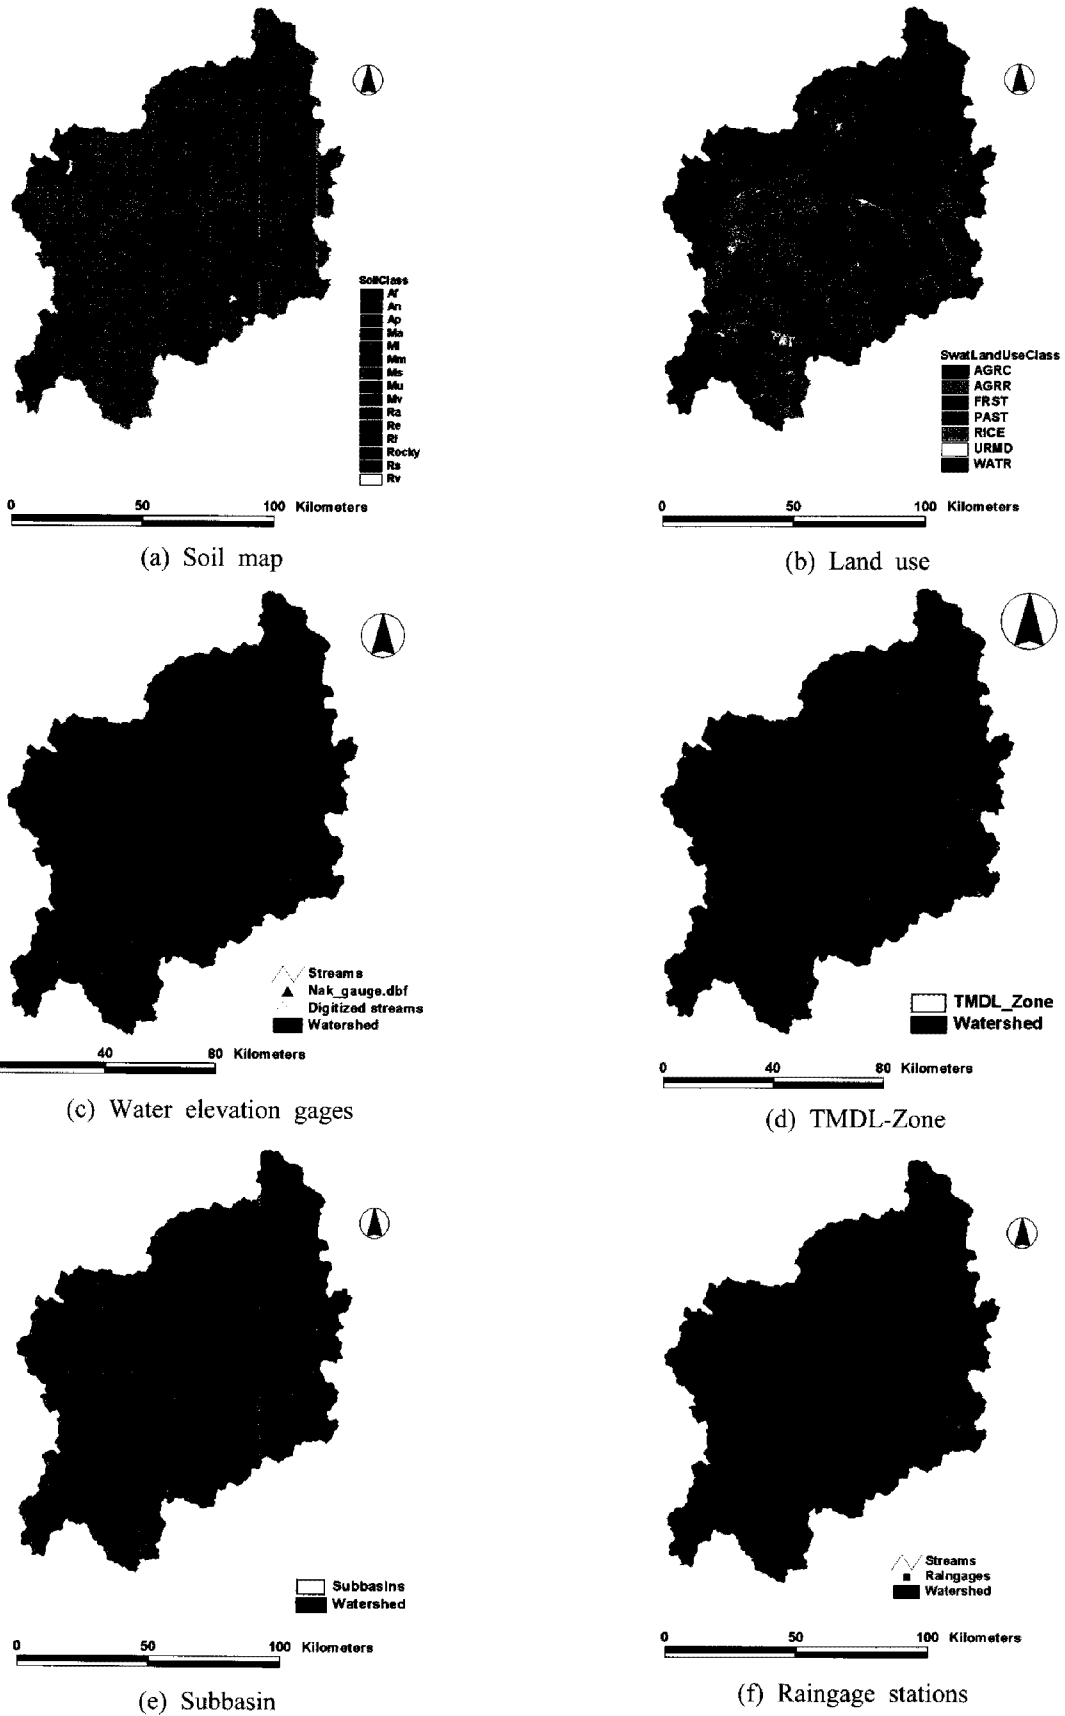 SoilClass
Af
An
Ap
Ma
Ml
Mm
Ms
Mu
Mv
Ra
Re
Rf
Rocky
Rs
Rv
0 50 100 Kilometers
(a) Soil map
SwatLandUseClass
AGRC
AGRR
FRST
PAST
RICE
URMD
WATR
0 50 100 Kilometers
(b) Land use
Streams
Nak_gauge.dbf
Digitized streams
Watershed
40 80 Kilometers
(c) Water elevation gages
TMDL_Zone
Watershed
0 40 80 Kilometers
(d) TMDL-Zone
Subbasins
Watershed
0 50 100 Kilometers
(e) Subbasin
Streams
Raingages
Watershed
0 50 100 Kilometers
(f) Raingage stations